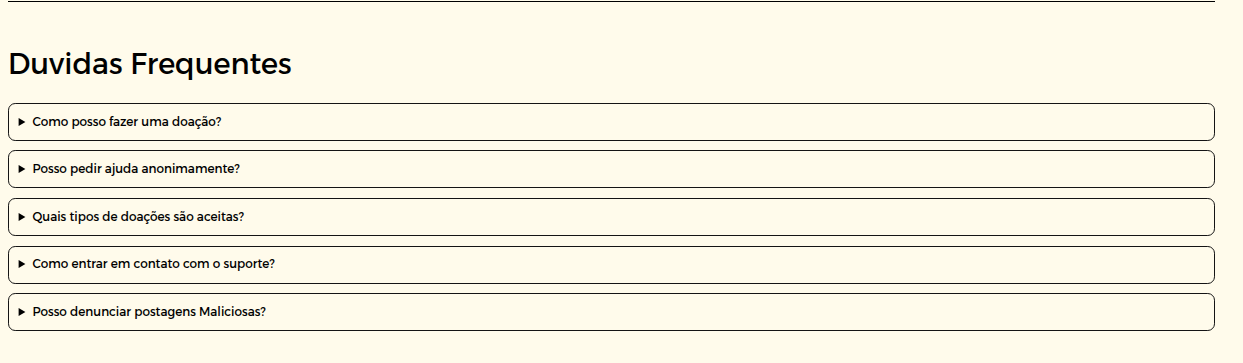 Duvidas Frequentes
Como posso fazer uma doação?
Posso pedir ajuda anonimamente?
Quais tipos de doações são aceitas?
Como entrar em contato com o suporte?
Posso denunciar postagens Maliciosas?